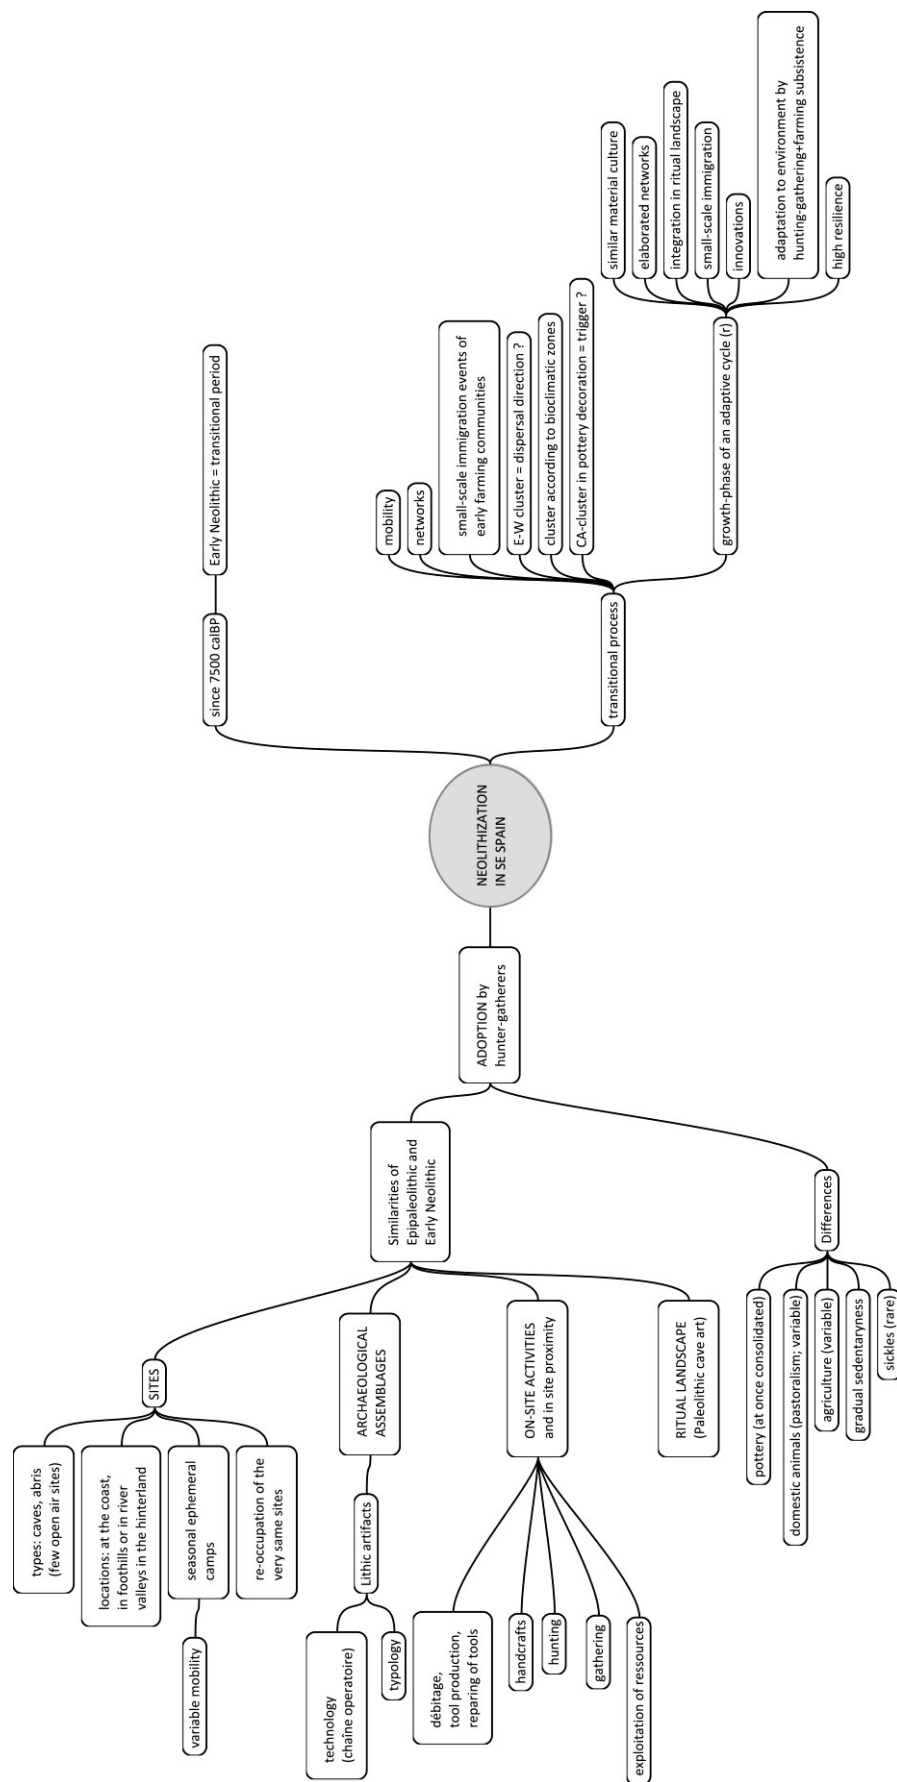 NEOLITHIZATION
IN SE SPAIN
since 7500 calBP
Early Neolithic = transitional period
transitional process
mobility
networks
small-scale immigration events of
early farming communities
E-W cluster = dispersal direction ?
cluster according to bioclimatic zones
CA-cluster in pottery decoration = trigger ?
growth-phase of an adaptive cycle (r)
similar material culture
elaborated networks
integration in ritual landscape
small-scale immigration
innovations
adaptation to environment by
hunting-gathering+farming subsistence
high resilience
ADOPTION by
hunter-gatherers
Similarities of
Epipaleolithic and
Early Neolithic
SITES
types: caves, abris
(few open air sites)
locations: at the coast,
in foothills or in river
valleys in the hinterland
seasonal ephemeral
camps
variable mobility
re-occupation of the
very same sites
ARCHAEOLOGICAL
ASSEMBLAGES
Lithic artifacts
technology
(chaîne operatoire)
typology
ON-SITE ACTIVITIES
and in site proximity
débitage,
tool production,
reparing of tools
handcrafts
hunting
gathering
exploitation of ressources
RITUAL LANDSCAPE
(Paleolithic cave art)
Differences
pottery (at once consolidated)
domestic animals (pastoralism; variable)
agriculture (variable)
gradual sedentaryness
sickles (rare)